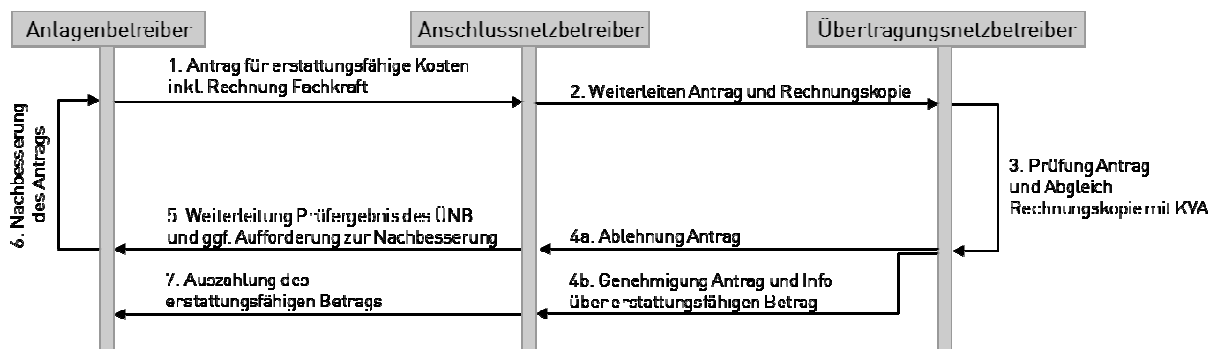 Anlagenbetreiber
Anschlussnetzbetreiber
Übertragungsnetzbetreiber
1. Antrag für erstattungsfähige Kosten
inkl. Rechnung Fachkraft
2. Weiterleiten Antrag und Rechnungskopie
3. Prüfung Antrag
und Abgleich
Rechnungskopie mit KVA
4a. Ablehnung Antrag
4b. Genehmigung Antrag und Info
über erstattungsfähigen Betrag
5. Weiterleitung Prüfergebnis des ÜNB
und ggf. Aufforderung zur Nachbesserung
6. Nachbesserung
des Antrags
7. Auszahlung des
erstattungsfähigen Betrags